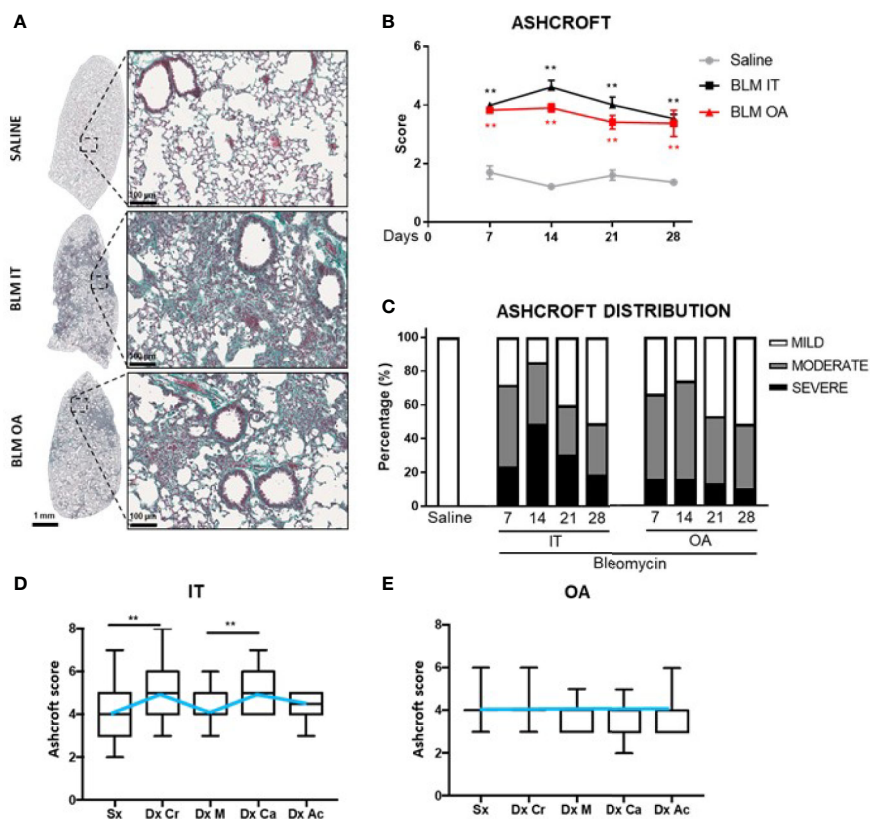 A
SALINE
100 µm
BLM IT
100 µm
BLM OA
100 µm
1 mm
B
ASHCROFT
Score
6
4
2
0
** ** ** **
** ** ** **
Days 0 7 14 21 28
Saline
BLM IT
BLM OA
C
ASHCROFT DISTRIBUTION
Percentage (%)
100
80
60
40
20
0
MILD
MODERATE
SEVERE
Saline 7 14 21 28 7 14 21 28
IT OA
Bleomycin
D
IT
Ashcroft score
8
6
4
2
0
** **
Sx Dx Cr Dx M Dx Ca Dx Ac
E
OA
Ashcroft score
8
6
4
2
0
Sx Dx Cr Dx M Dx Ca Dx Ac